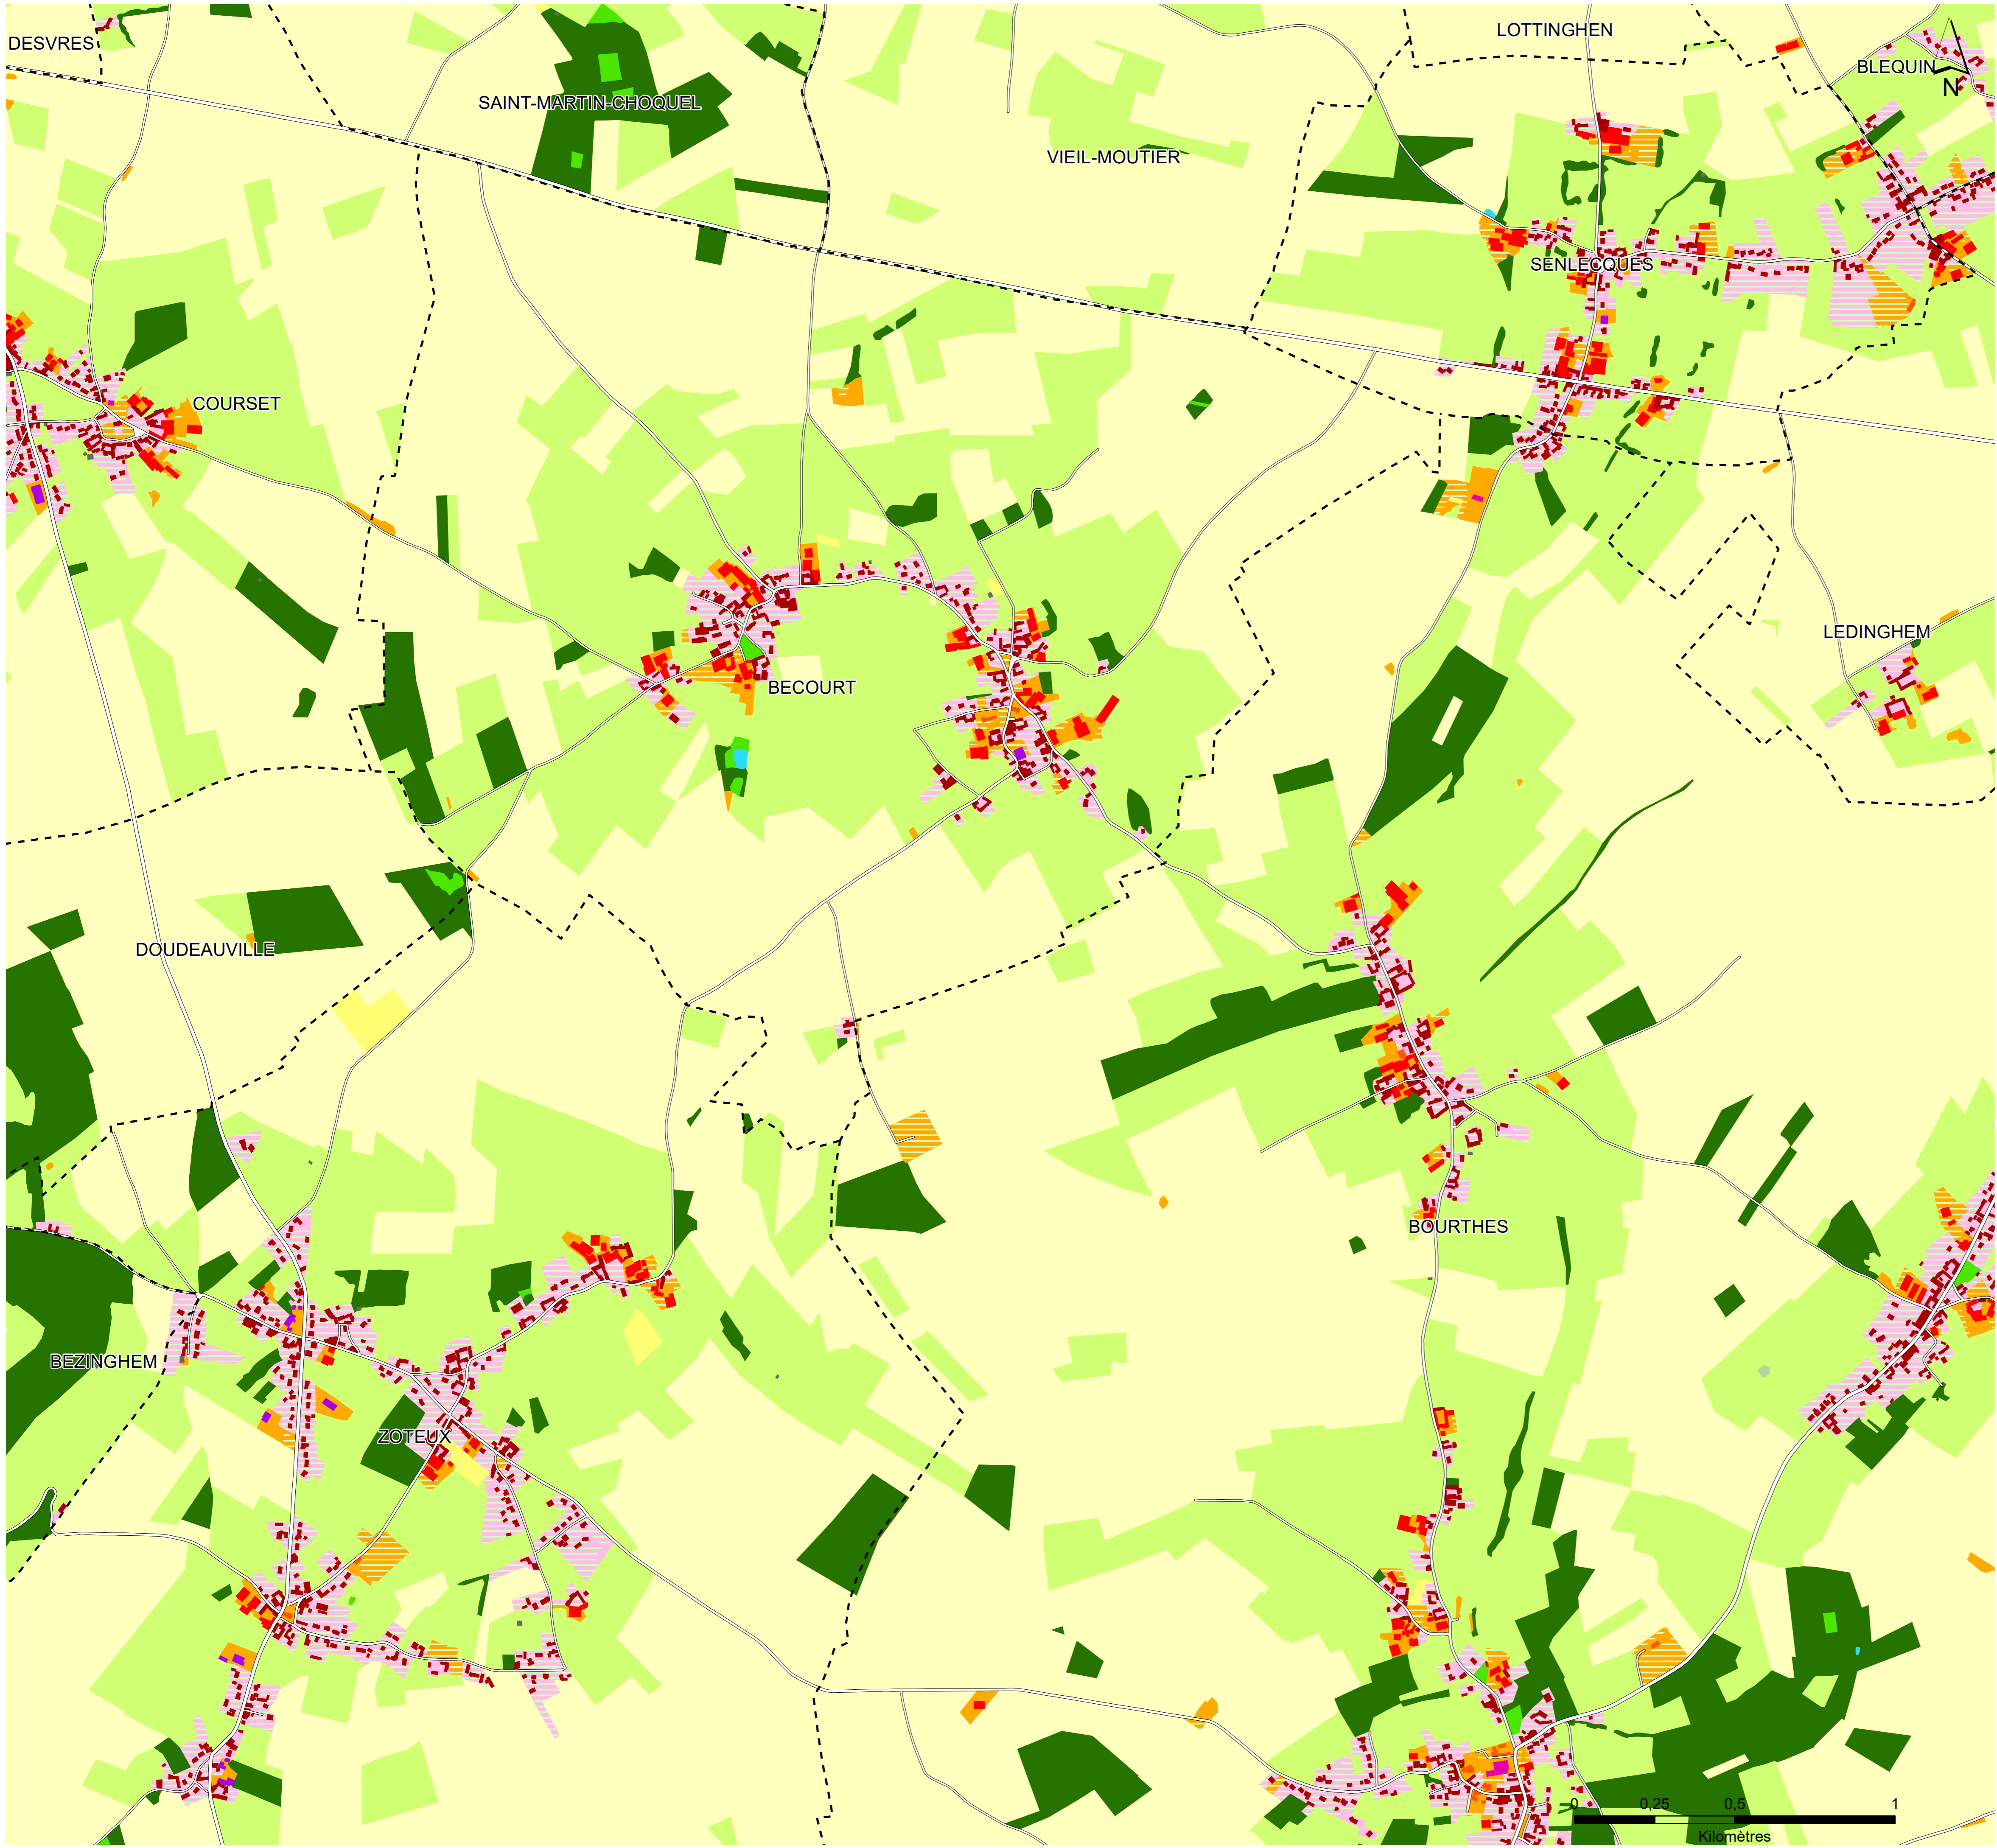 LOTTINGHEN
DESVRES
BLEQUIN
N
SAINT-MARTIN-CHOQUEL
VIEIL-MOUTIER
SENLECQUES
COURSET
LEDINGHEM
BECOURT
DOUDEAUVILLE
BOURTHES
BEZINGHEM
ZOTEUX
0 0,25 0,5 1
Kilomètres